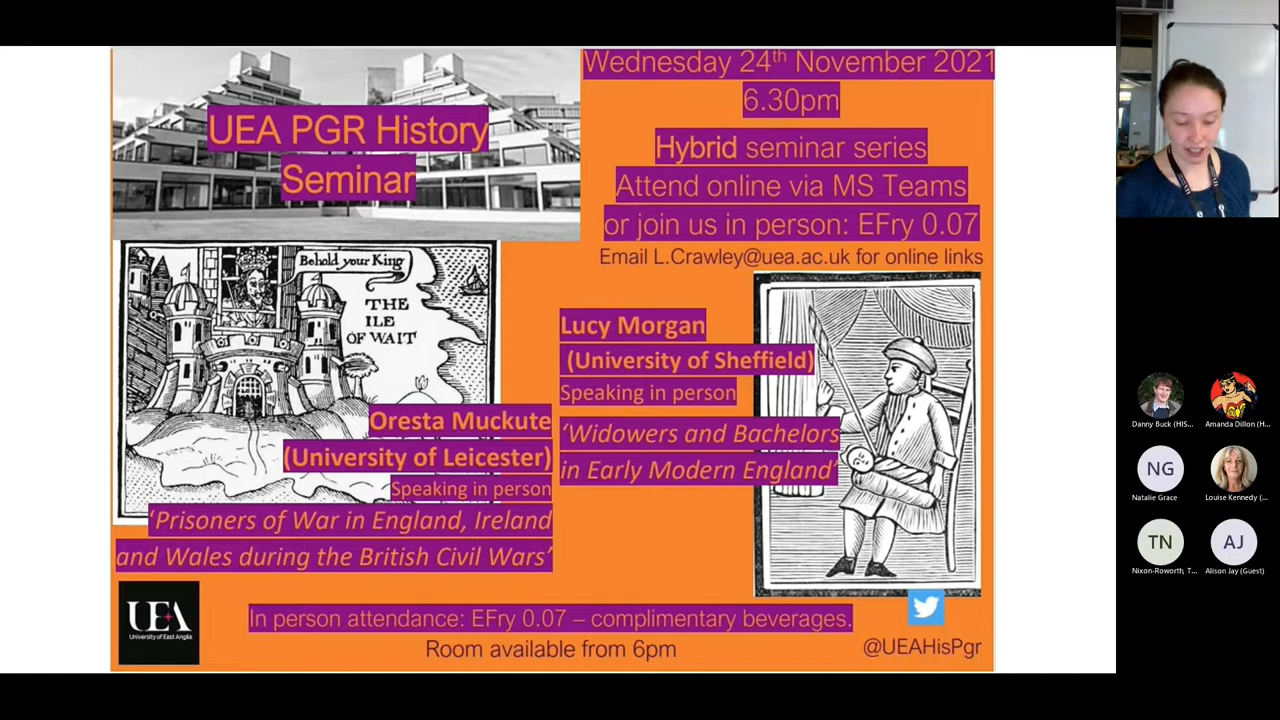 UEA PGR History
Seminar
Wednesday 24th November 2021
6.30pm
Hybrid seminar series
Attend online via MS Teams
or join us in person: EFry 0.07
Email L.Crawley@uea.ac.uk for online links
Behold your King
THE
ILE
OF WAIT
Oresta Muckute
(University of Leicester)
Speaking in person
‘Prisoners of War in England, Ireland
and Wales during the British Civil Wars’
Lucy Morgan
(University of Sheffield)
Speaking in person
‘Widowers and Bachelors
in Early Modern England’
UEA
University of East Anglia
In person attendance: EFry 0.07 – complimentary beverages.
Room available from 6pm
@UEAHisPgr
Danny Buck (HIS...
Amanda Dillon (H...
NG
Natalie Grace
Louise Kennedy (...
TN
Nixon-Roworth, T...
AJ
Alison Jay (Guest)